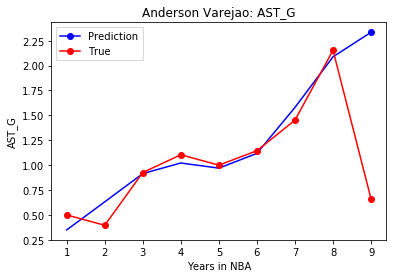 Anderson Varejao: AST_G
Prediction
True
AST_G
2.25
2.00
1.75
1.50
1.25
1.00
0.75
0.50
0.25
1 2 3 4 5 6 7 8 9
Years in NBA